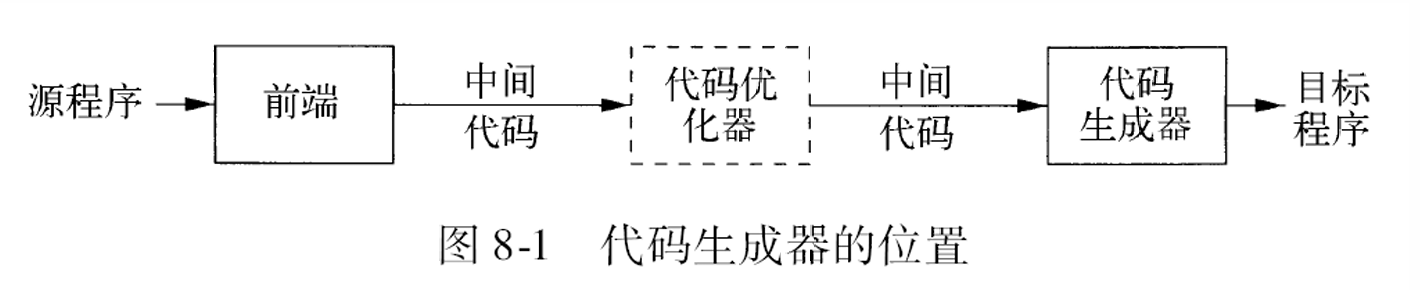 源程序
前端
中间
代码
代码优
化器
中间
代码
代码
生成器
目标
程序
图 8-1 代码生成器的位置